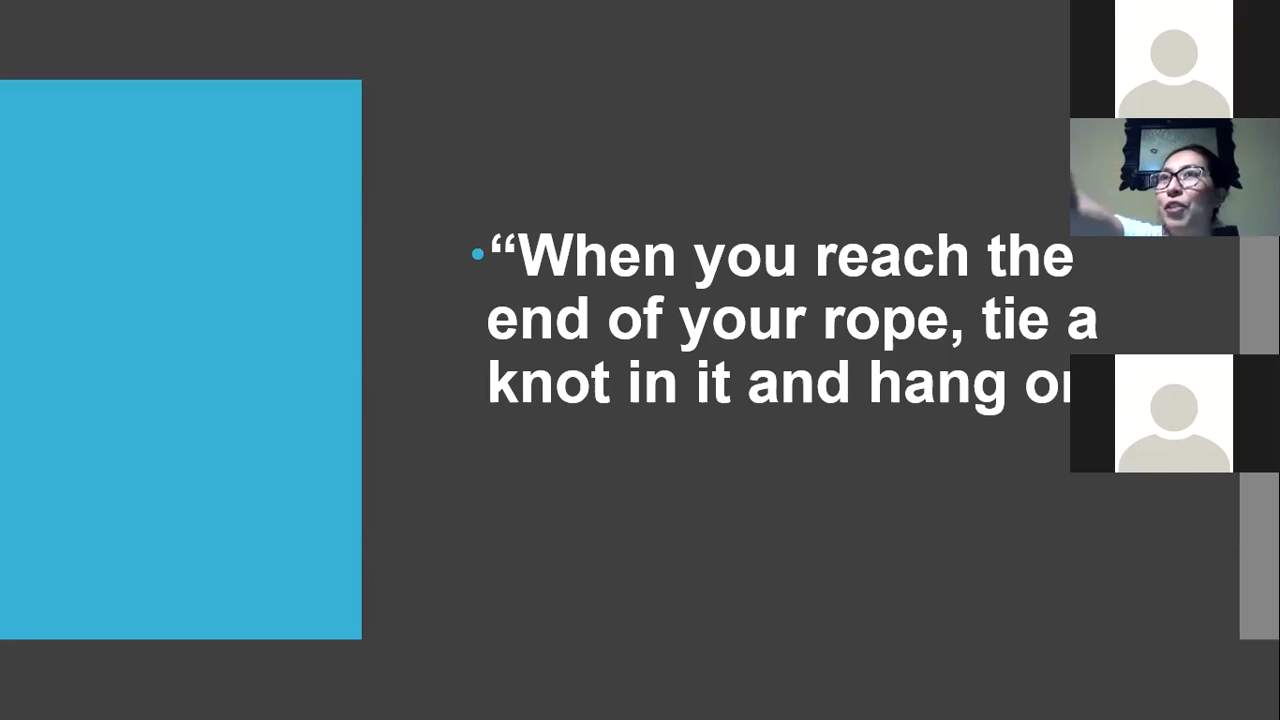 “When you reach the
end of your rope, tie a
knot in it and hang